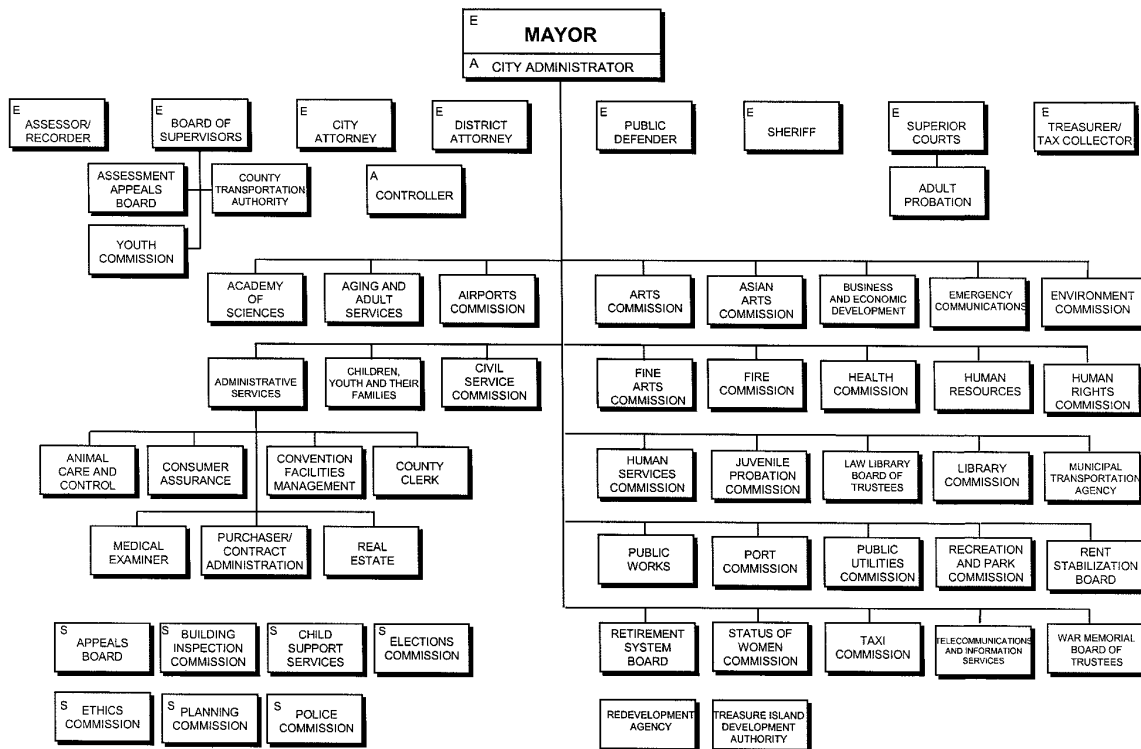 E
MAYOR
A
CITY ADMINISTRATOR
E
ASSESSOR/
RECORDER
E
BOARD OF
SUPERVISORS
E
CITY
ATTORNEY
E
DISTRICT
ATTORNEY
E
PUBLIC
DEFENDER
E
SHERIFF
E
SUPERIOR
COURTS
E
TREASURER/
TAX COLLECTOR
ASSESSMENT
APPEALS
BOARD
COUNTY
TRANSPORTATION
AUTHORITY
A
CONTROLLER
ADULT
PROBATION
YOUTH
COMMISSION
ACADEMY
OF
SCIENCES
AGING AND
ADULT
SERVICES
AIRPORTS
COMMISSION
ARTS
COMMISSION
ASIAN
ARTS
COMMISSION
BUSINESS
AND ECONOMIC
DEVELOPMENT
EMERGENCY
COMMUNICATIONS
ENVIRONMENT
COMMISSION
ADMINISTRATIVE
SERVICES
CHILDREN,
YOUTH AND THEIR
FAMILIES
CIVIL
SERVICE
COMMISSION
FINE
ARTS
COMMISSION
FIRE
COMMISSION
HEALTH
COMMISSION
HUMAN
RESOURCES
HUMAN
RIGHTS
COMMISSION
ANIMAL
CARE AND
CONTROL
CONSUMER
ASSURANCE
CONVENTION
FACILITIES
MANAGEMENT
COUNTY
CLERK
HUMAN
SERVICES
COMMISSION
JUVENILE
PROBATION
COMMISSION
LAW LIBRARY
BOARD OF
TRUSTEES
LIBRARY
COMMISSION
MUNICIPAL
TRANSPORTATION
AGENCY
MEDICAL
EXAMINER
PURCHASER/
CONTRACT
ADMINISTRATION
REAL
ESTATE
PUBLIC
WORKS
PORT
COMMISSION
PUBLIC
UTILITIES
COMMISSION
RECREATION
AND PARK
COMMISSION
RENT
STABILIZATION
BOARD
S
APPEALS
BOARD
S
BUILDING
INSPECTION
COMMISSION
S
CHILD
SUPPORT
SERVICES
S
ELECTIONS
COMMISSION
RETIREMENT
SYSTEM
BOARD
STATUS OF
WOMEN
COMMISSION
TAXI
COMMISSION
TELECOMMUNICATIONS
AND INFORMATION
SERVICES
WAR MEMORIAL
BOARD OF
TRUSTEES
S
ETHICS
COMMISSION
S
PLANNING
COMMISSION
S
POLICE
COMMISSION
REDEVELOPMENT
AGENCY
TREASURE ISLAND
DEVELOPMENT
AUTHORITY